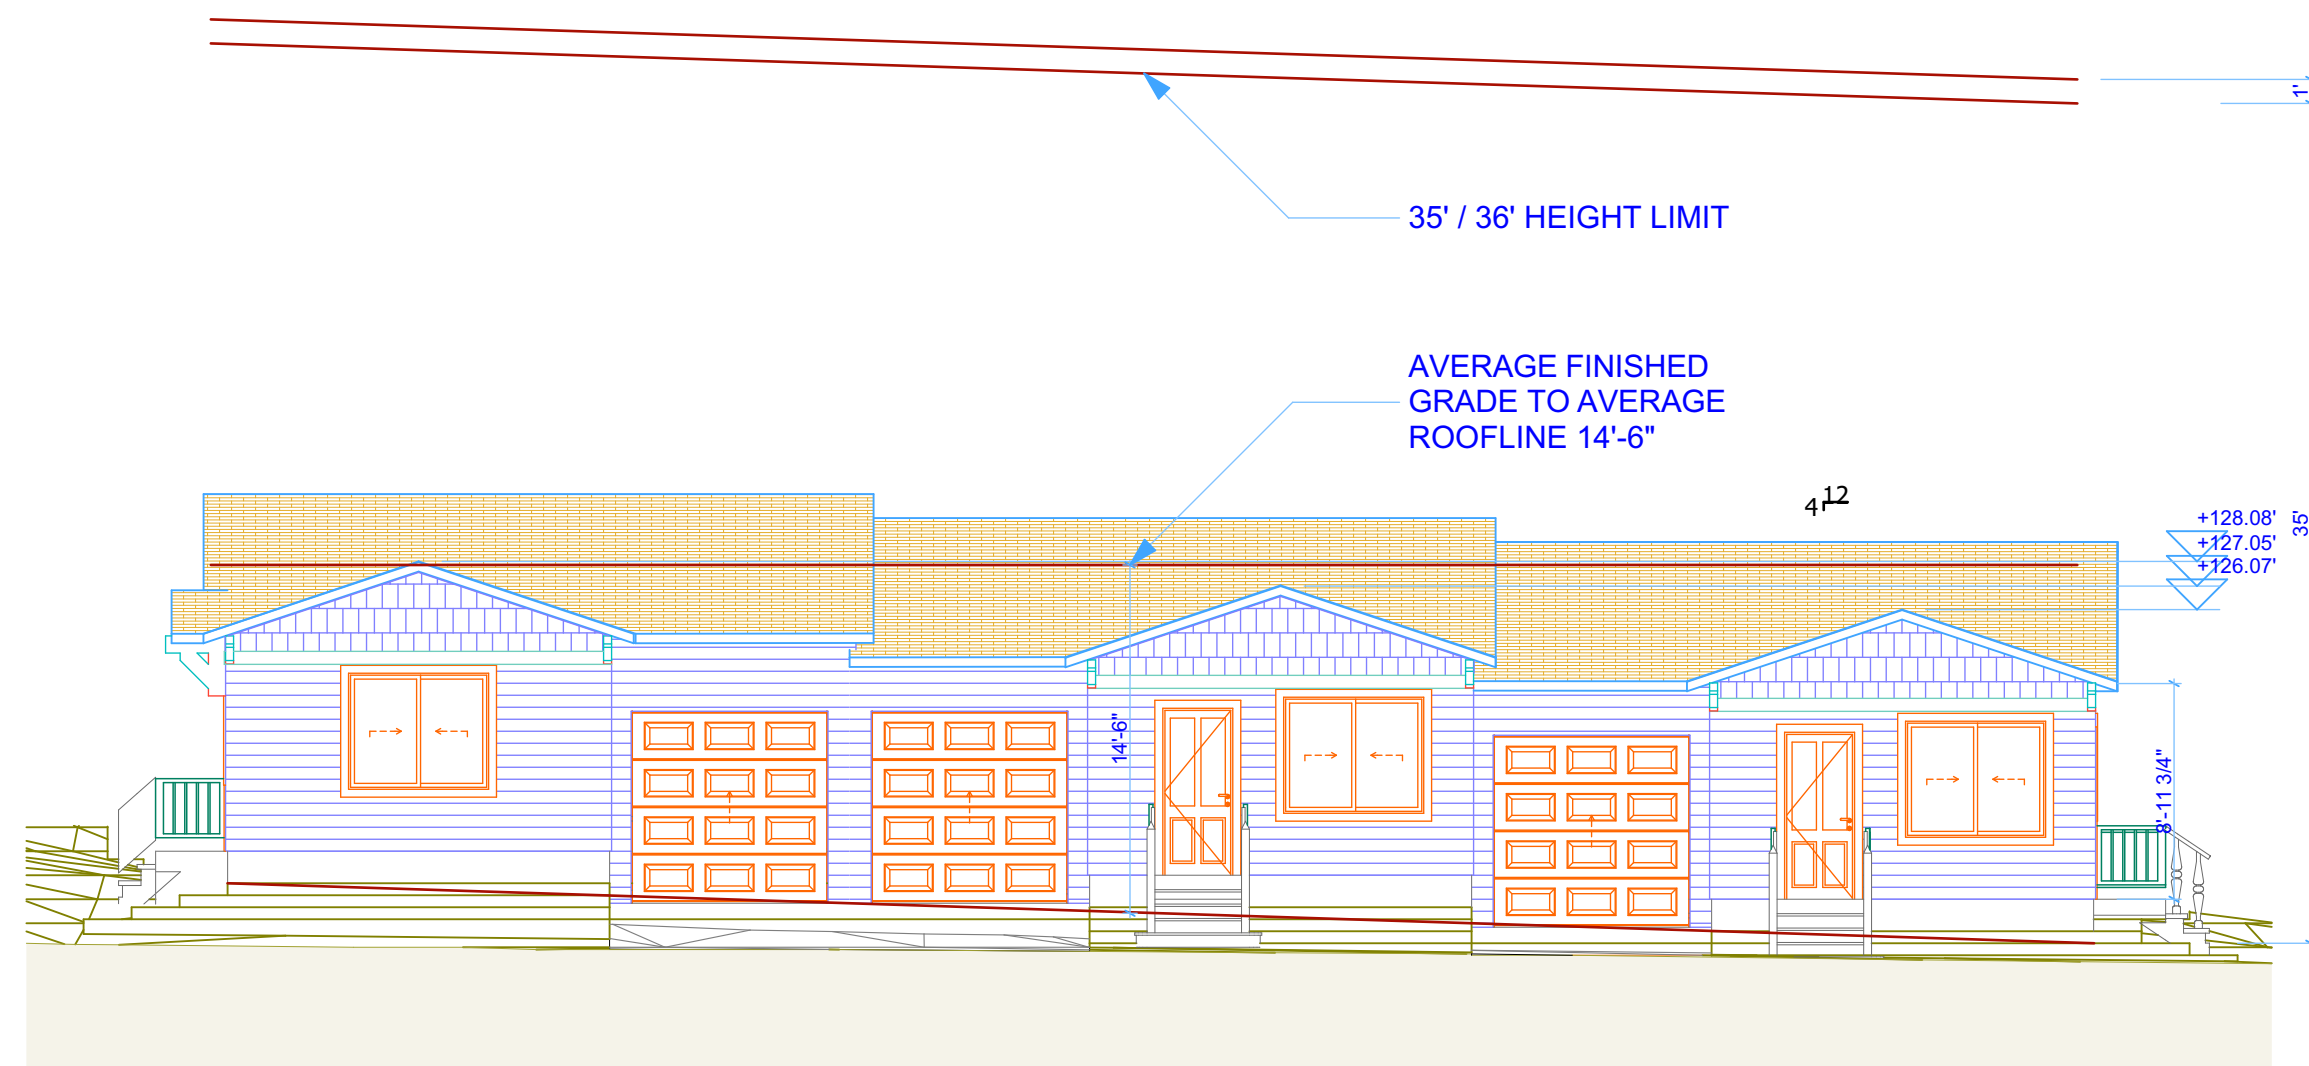 1'
35' / 36' HEIGHT LIMIT
AVERAGE FINISHED
GRADE TO AVERAGE
ROOFLINE 14'-6"
12
4
+128.08'
+127.05'
+126.07'
35'
14'-6"
8'-11 3/4"